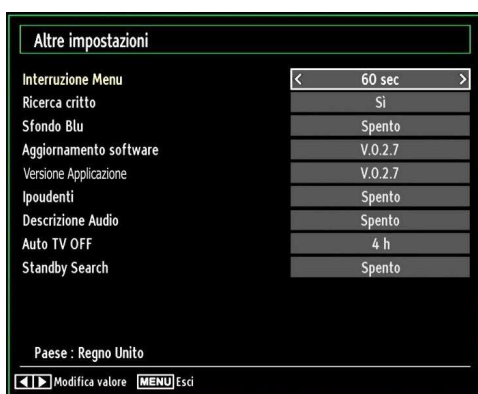 Altre impostazioni
Interruzione Menu < 60 sec >
Ricerca critto Sì
Sfondo Blu Spento
Aggiornamento software V.0.2.7
Versione Applicazione V.0.2.7
Ipoudenti Spento
Descrizione Audio Spento
Auto TV OFF 4 h
Standby Search Spento
Paese : Regno Unito
Modifica valore MENU Esci